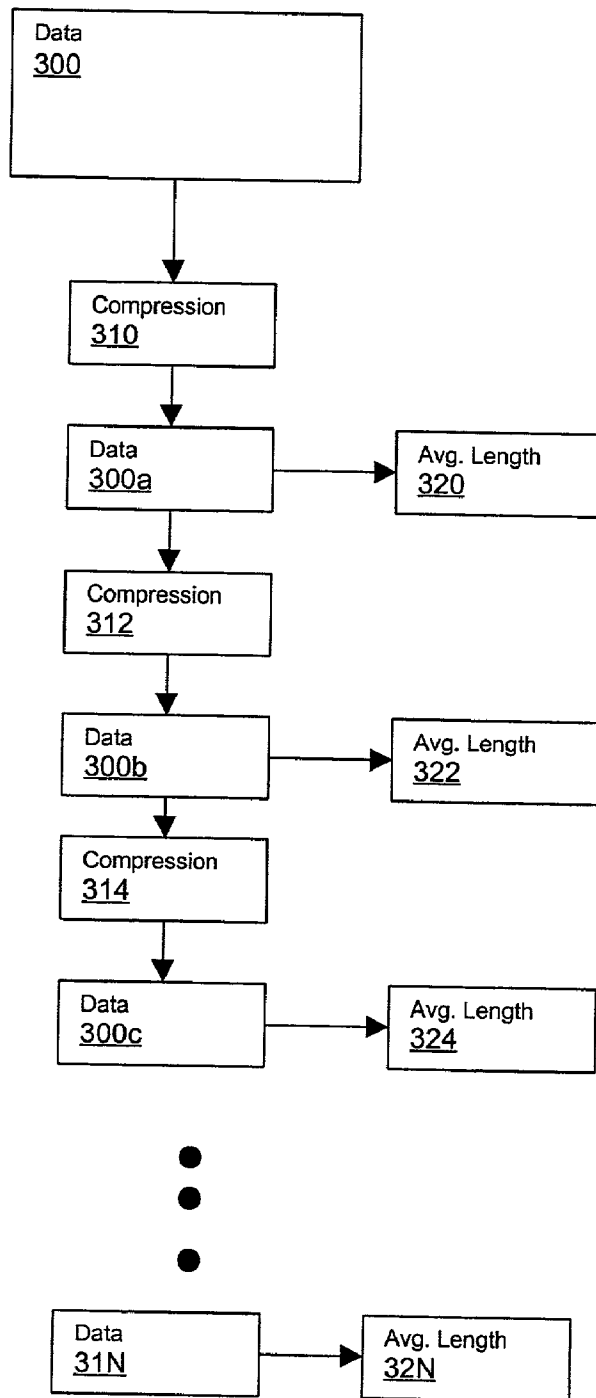 Data
300
Compression
310
Data
300a
Avg. Length
320
Compression
312
Data
300b
Avg. Length
322
Compression
314
Data
300c
Avg. Length
324
Data
31N
Avg. Length
32N